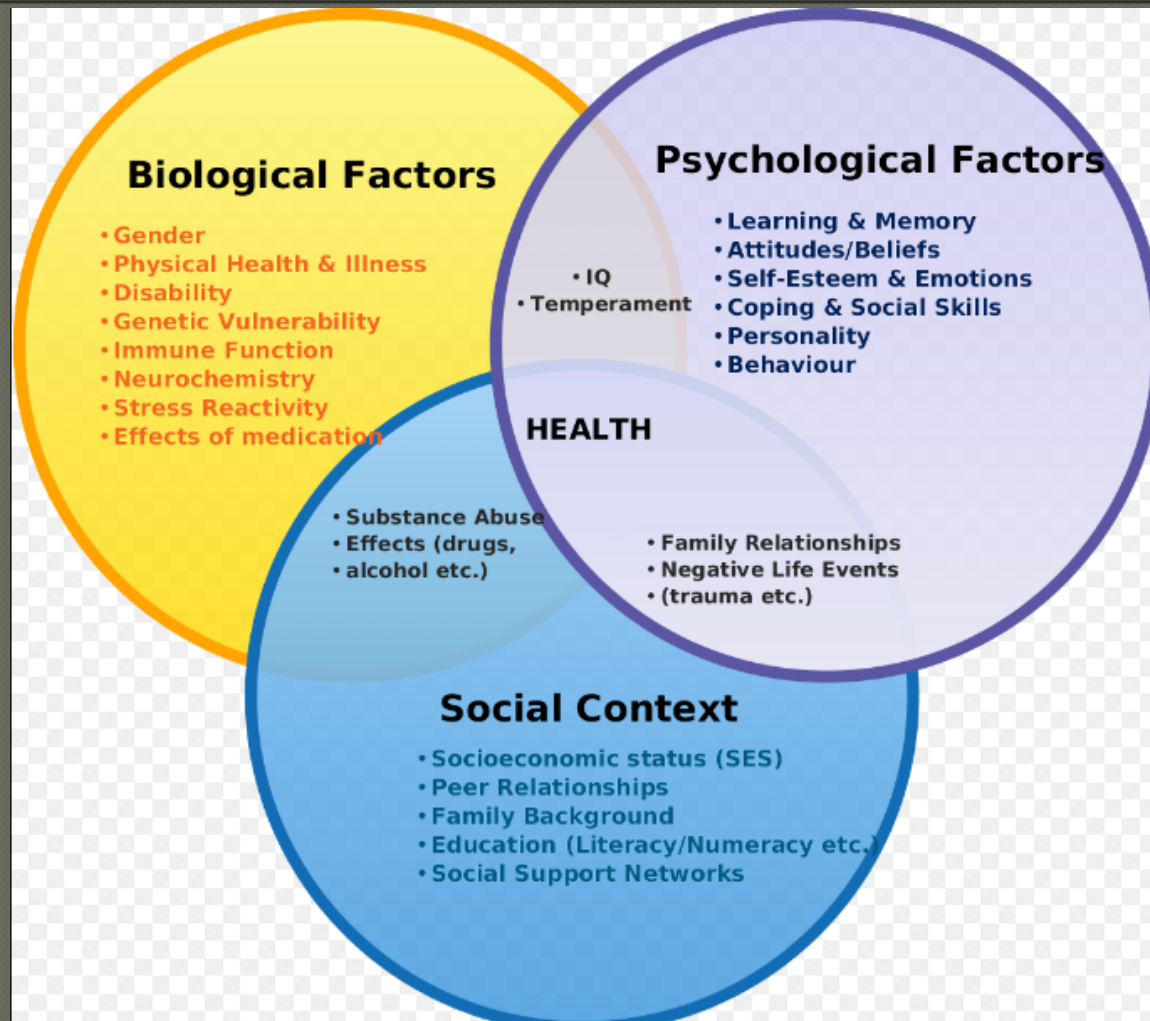 Biological Factors
• Gender
• Physical Health & Illness
• Disability
• Genetic Vulnerability
• Immune Function
• Neurochemistry
• Stress Reactivity
• Effects of medication
Psychological Factors
• Learning & Memory
• Attitudes/Beliefs
• Self-Esteem & Emotions
• Coping & Social Skills
• Personality
• Behaviour
• IQ
• Temperament
HEALTH
• Substance Abuse
• Effects (drugs,
• alcohol etc.)
• Family Relationships
• Negative Life Events
• (trauma etc.)
Social Context
• Socioeconomic status (SES)
• Peer Relationships
• Family Background
• Education (Literacy/Numeracy etc.)
• Social Support Networks